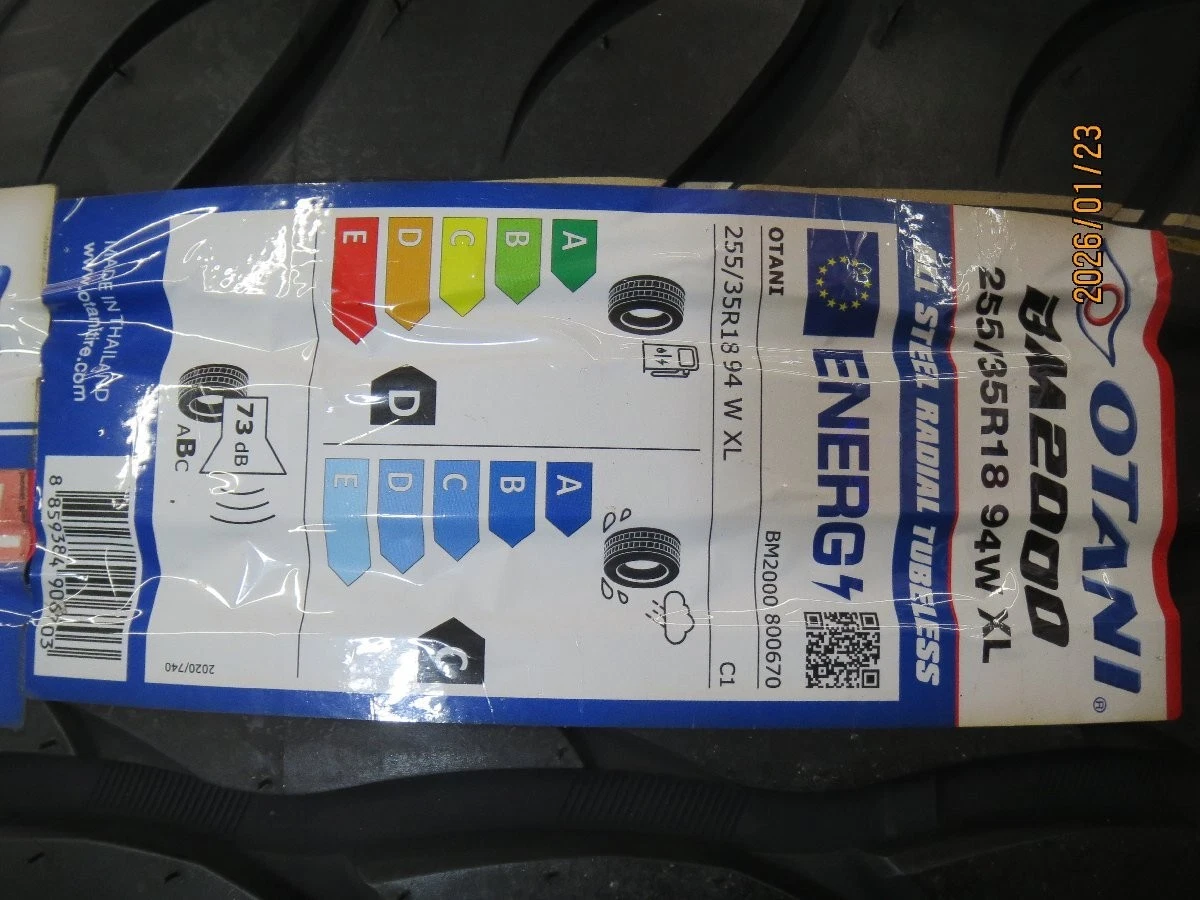 OTANI®
BM2000
255/35R18 94W XL
ALL STEEL RADIAL TUBELESS
ENERG
OTANI
BM2000 800670
255/35R18 94 W XL
C1
A
B
C
D
E
D
A
B
C
D
E
C
73 dB
ABC
2020/740
MADE IN THAILAND
www.otanitire.com
2026/01/23